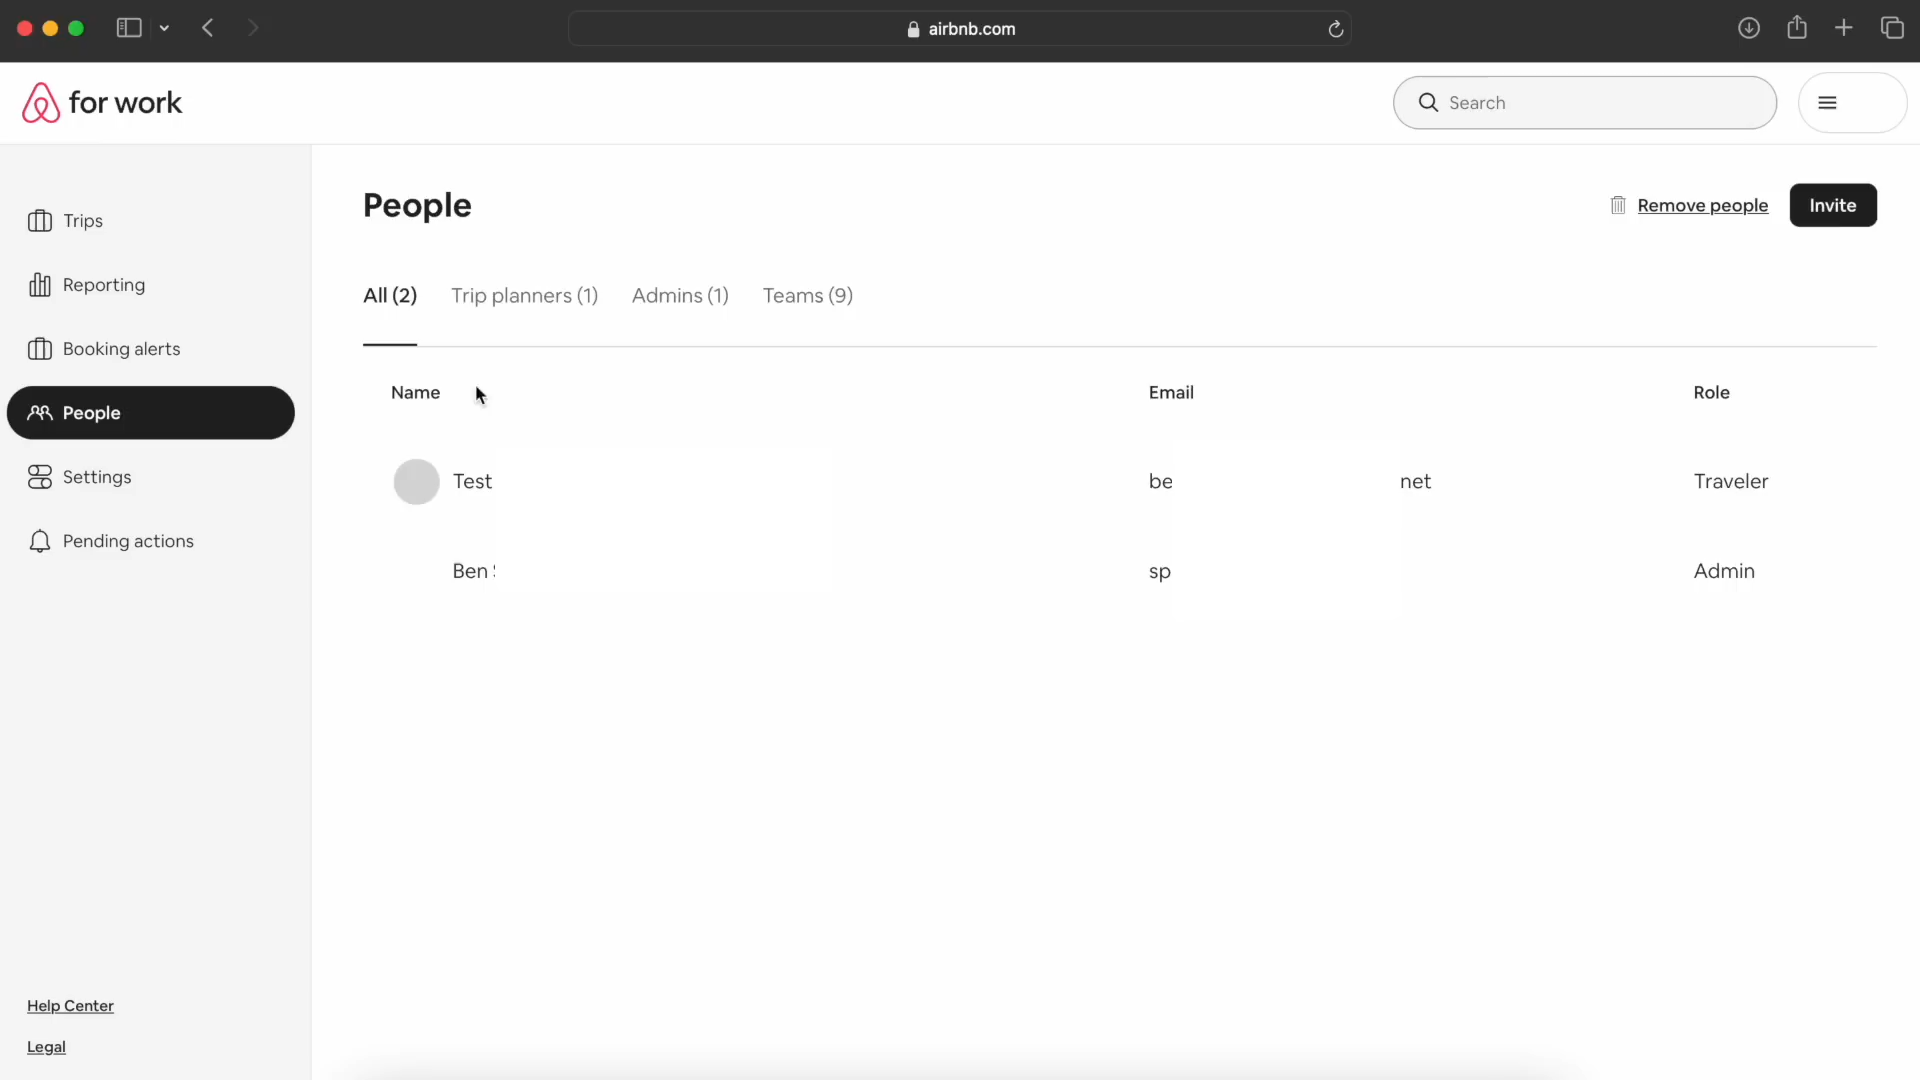 airbnb.com
for work
Search
Trips
Reporting
Booking alerts
People
Settings
Pending actions
Help Center
Legal
People
Remove people
Invite
All (2) Trip planners (1) Admins (1) Teams (9)
Name Email Role
Test be net Traveler
Ben sp Admin